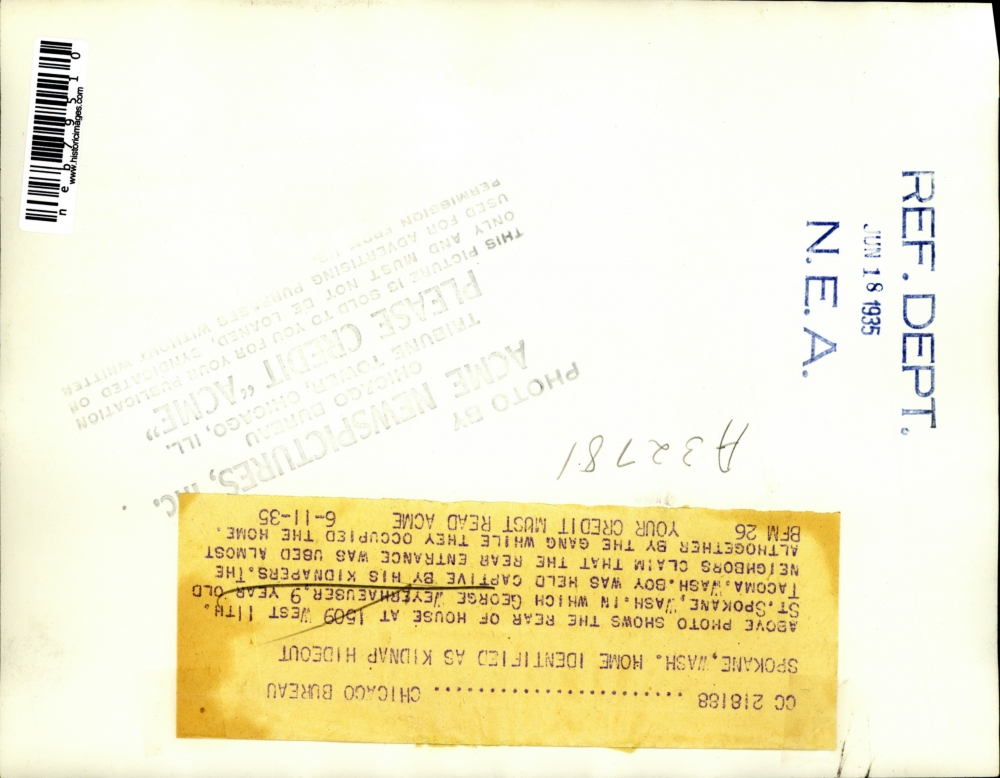 CC 218188 ........................ CHICAGO BUREAU
SPOKANE, WASH. HOME IDENTIFIED AS KIDNAP HIDEOUT
ABOVE PHOTO SHOWS THE REAR OF HOUSE AT 1509 WEST 11TH.
ST. SPOKANE, WASH. IN WHICH GEORGE WEYERHAEUSER, 9 YEAR OLD
TACOMA. WASH. BOY WAS HELD CAPTIVE BY HIS KIDNAPERS. THE
NEIGHBORS CLAIM THAT THE REAR ENTRANCE WAS USED ALMOST
ALTHOGETHER BY THE GANG WHILE THEY OCCUPIED THE HOME.
BFM 26 YOUR CREDIT MUST READ ACME 6-11-35
A32781
PHOTO BY
ACME NEWSPICTURES, INC.
CHICAGO BUREAU
TRIBUNE TOWER, CHICAGO, ILL.
PLEASE CREDIT "ACME"
THIS PICTURE IS SOLD TO YOU FOR YOUR PUBLICATION
ONLY AND MUST NOT BE LOANED, SYNDICATED OR
USED FOR ADVERTISING PURPOSES WITHOUT WRITTEN
PERMISSION FROM
REF. DEPT.
JUN 18 1935
N.E.A.
neb79510
www.historicimages.com